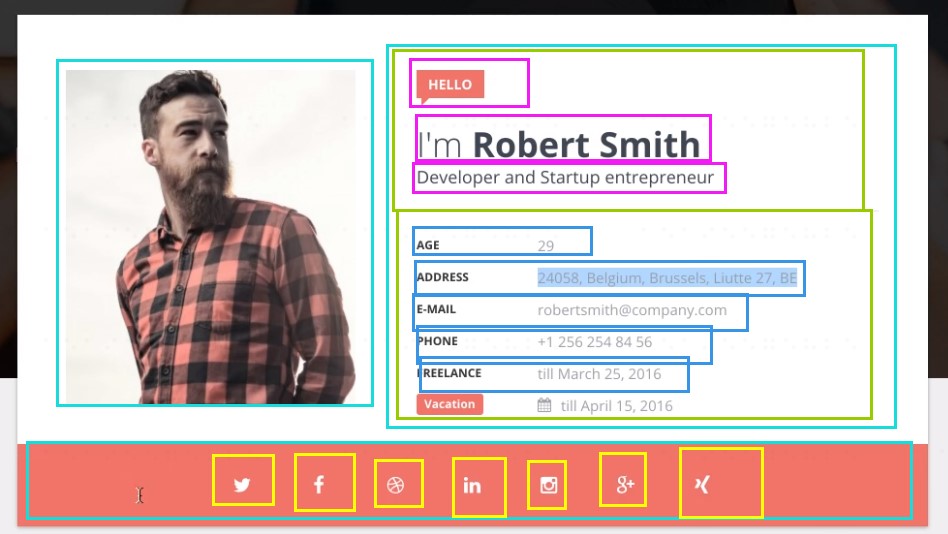 HELLO
I'm Robert Smith
Developer and Startup entrepreneur
AGE 29
ADDRESS 24058, Belgium, Brussels, Liutte 27, BE
E-MAIL robertsmith@company.com
PHONE +1 256 254 84 56
FREELANCE till March 25, 2016
Vacation till April 15, 2016